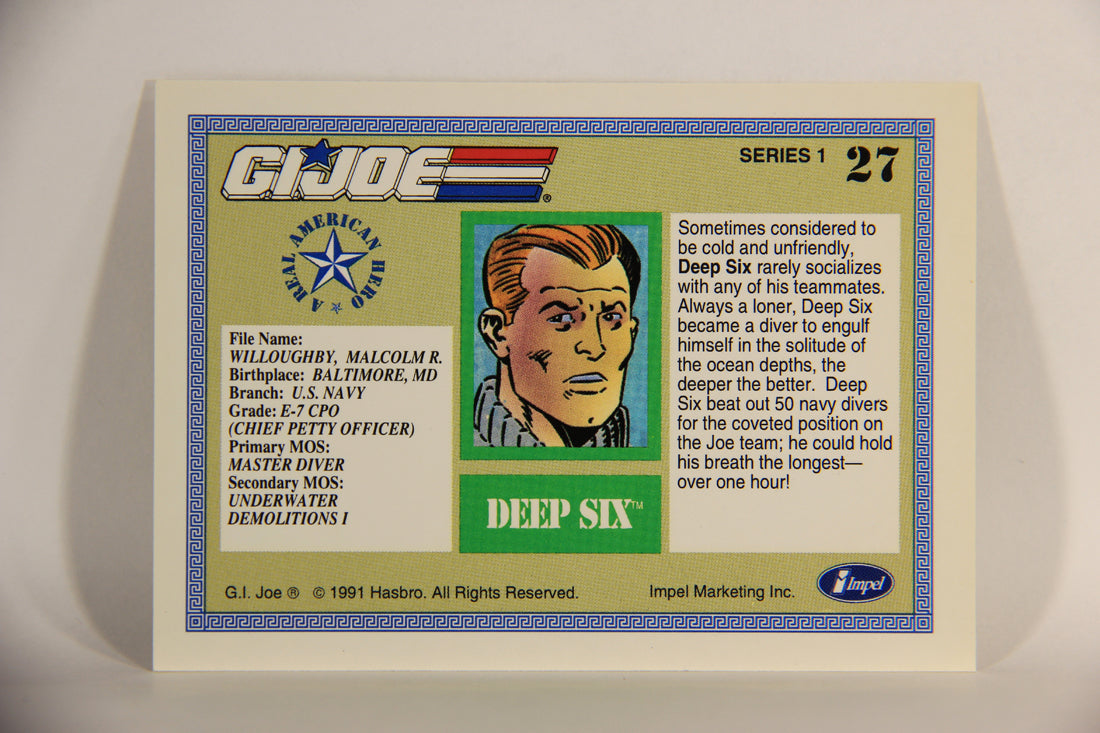 G.I.JOE®
SERIES 1 27
A REAL AMERICAN HERO
File Name:
WILLOUGHBY, MALCOLM R.
Birthplace: BALTIMORE, MD
Branch: U.S. NAVY
Grade: E-7 CPO
(CHIEF PETTY OFFICER)
Primary MOS:
MASTER DIVER
Secondary MOS:
UNDERWATER
DEMOLITIONS I
DEEP SIX™
Sometimes considered to
be cold and unfriendly,
Deep Six rarely socializes
with any of his teammates.
Always a loner, Deep Six
became a diver to engulf
himself in the solitude of
the ocean depths, the
deeper the better. Deep
Six beat out 50 navy divers
for the coveted position on
the Joe team; he could hold
his breath the longest—
over one hour!
G.I. Joe ® © 1991 Hasbro. All Rights Reserved.
Impel Marketing Inc.
Impel